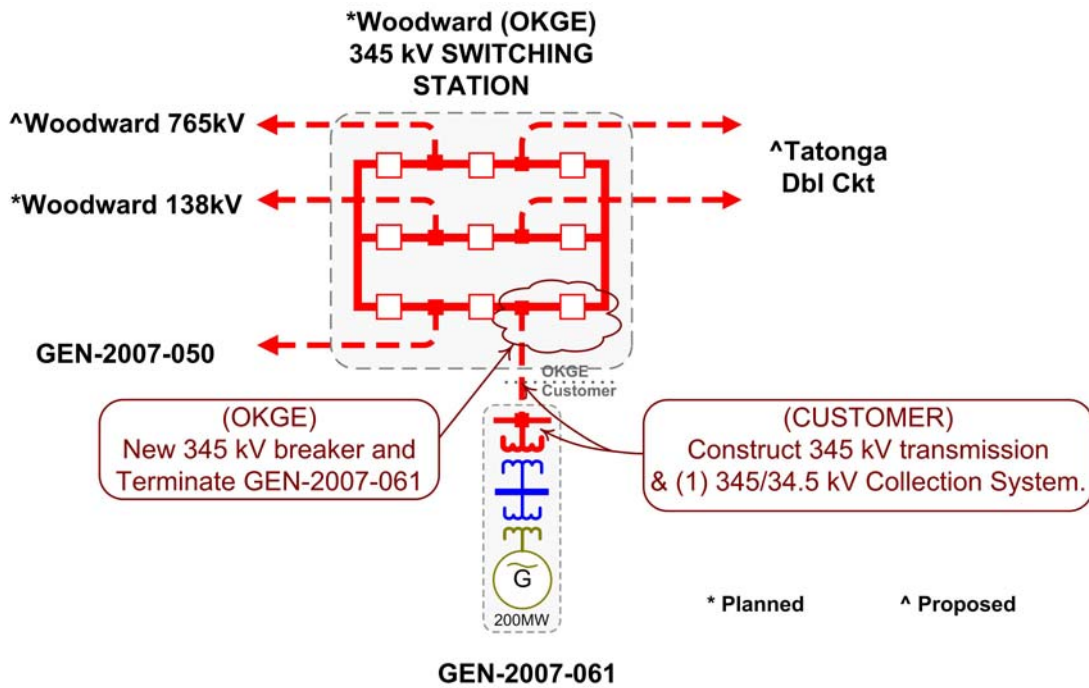 *Woodward (OKGE)
345 kV SWITCHING
STATION
^Woodward 765kV
^Tatonga
Dbl Ckt
*Woodward 138kV
GEN-2007-050
OKGE
Customer
(OKGE)
New 345 kV breaker and
Terminate GEN-2007-061
(CUSTOMER)
Construct 345 kV transmission
& (1) 345/34.5 kV Collection System.
G
200MW
* Planned
^ Proposed
GEN-2007-061